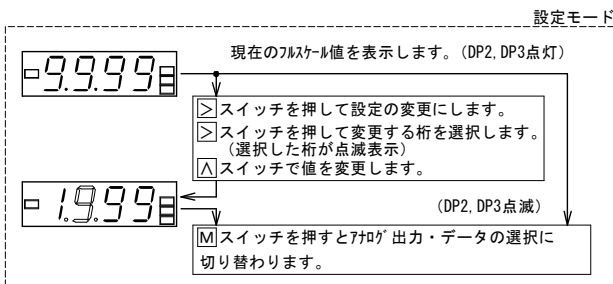 設定モード
現在のﾌﾙｽｹｰﾙ値を表示します。(DP2, DP3点灯)
-9.9.99
>スイッチを押して設定の変更にします。
>スイッチを押して変更する桁を選択します。
(選択した桁が点滅表示)
∧スイッチで値を変更します。
-1.9.99
(DP2, DP3点滅)
Mスイッチを押すとｱﾅﾛｸﾞ出力・データの選択に
切り替わります。